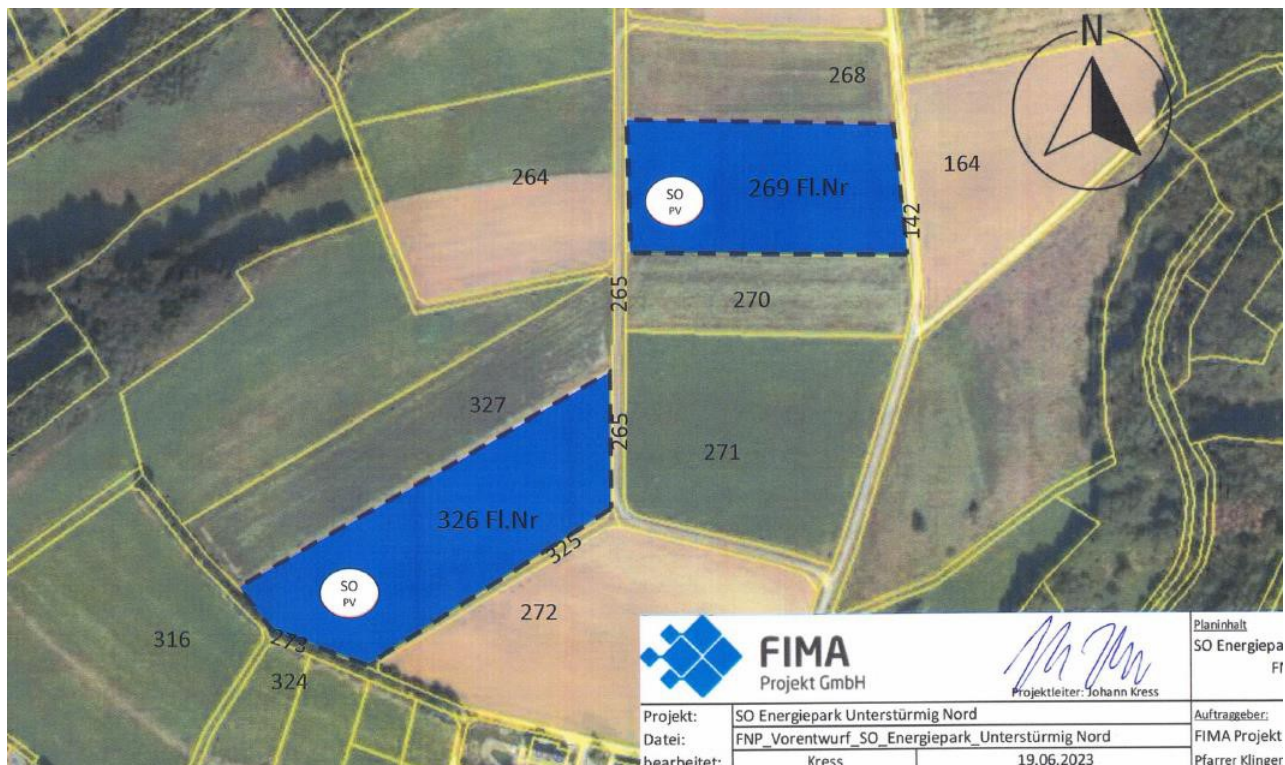 N
268
164
264
269 Fl.Nr
SO
PV
142
265
270
327
265
271
326 Fl.Nr
325
SO
PV
272
316
273
324
FIMA
Projekt GmbH
Projektleiter: Johann Kress
Planinhalt
SO Energiepa
FN
Projekt: SO Energiepark Unterstürmig Nord
Auftraggeber:
Datei: FNP_Vorentwurf_SO_Energiepark_Unterstürmig Nord
FIMA Projekt
bearbeitet: Kress 19.06.2023
Pfarrer Klinger